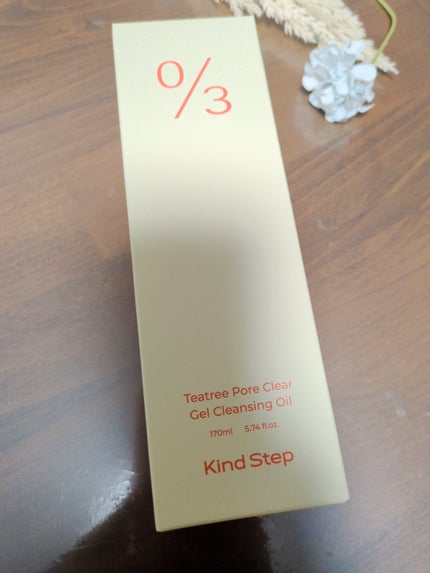 0/3
Teatree Pore Clear
Gel Cleansing Oil
170ml 5.74 fl.oz.
Kind Step